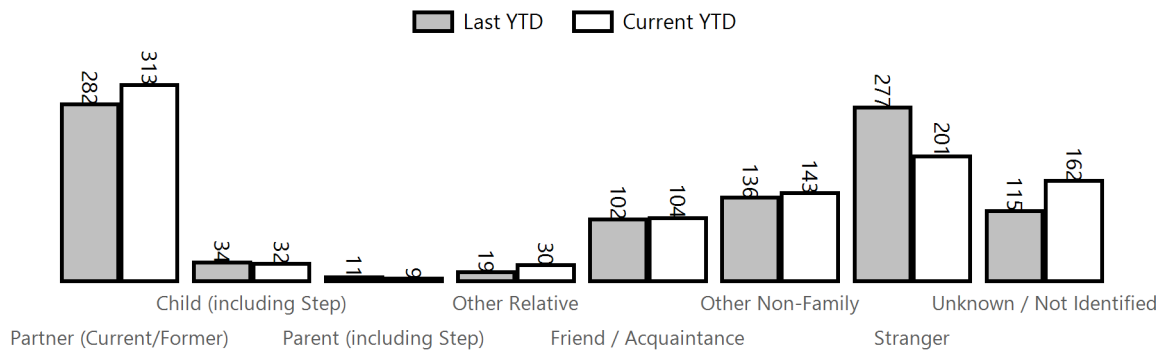 Last YTD Current YTD
282 313 34 32 11 9 19 30 102 104 136 143 277 201 115 162
Child (including Step) Other Relative Other Non-Family Unknown / Not Identified
Partner (Current/Former) Parent (including Step) Friend / Acquaintance Stranger